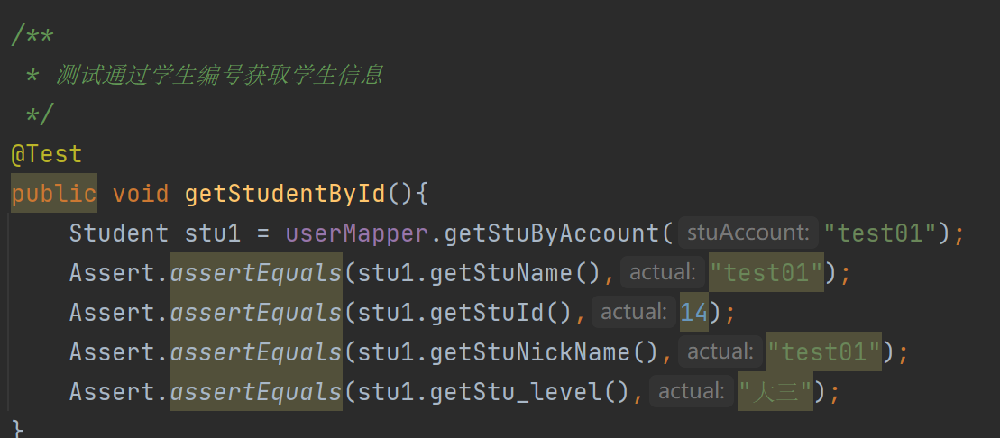 /**
 * 测试通过学生编号获取学生信息
 */
@Test
public void getStudentById(){
    Student stu1 = userMapper.getStuByAccount( stuAccount: "test01");
    Assert.assertEquals(stu1.getStuName(), actual: "test01");
    Assert.assertEquals(stu1.getStuId(), actual: 14);
    Assert.assertEquals(stu1.getStuNickName(), actual: "test01");
    Assert.assertEquals(stu1.getStu_level(), actual: "大三");
}